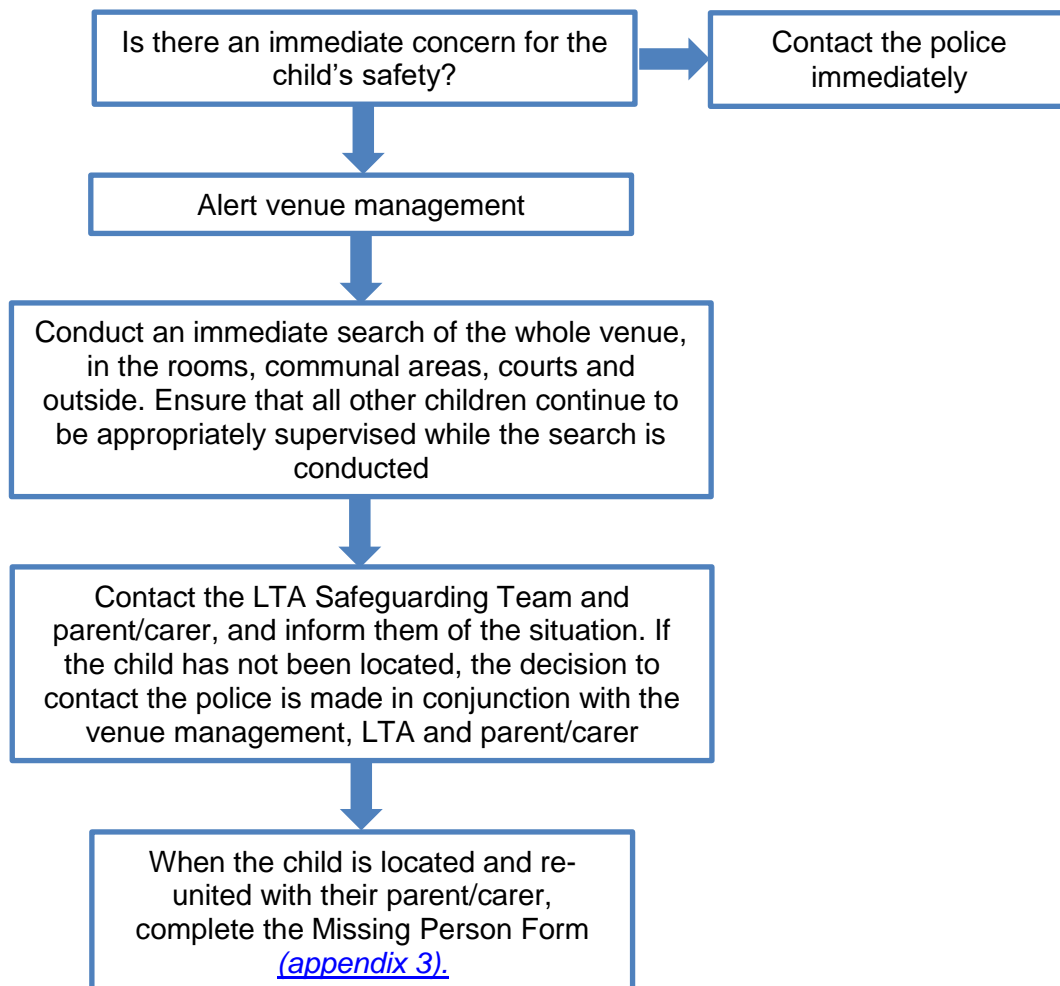 Is there an immediate concern for the
child’s safety?
Contact the police
immediately
Alert venue management
Conduct an immediate search of the whole venue,
in the rooms, communal areas, courts and
outside. Ensure that all other children continue to
be appropriately supervised while the search is
conducted
Contact the LTA Safeguarding Team and
parent/carer, and inform them of the situation. If
the child has not been located, the decision to
contact the police is made in conjunction with the
venue management, LTA and parent/carer
When the child is located and re-
united with their parent/carer,
complete the Missing Person Form
(appendix 3).